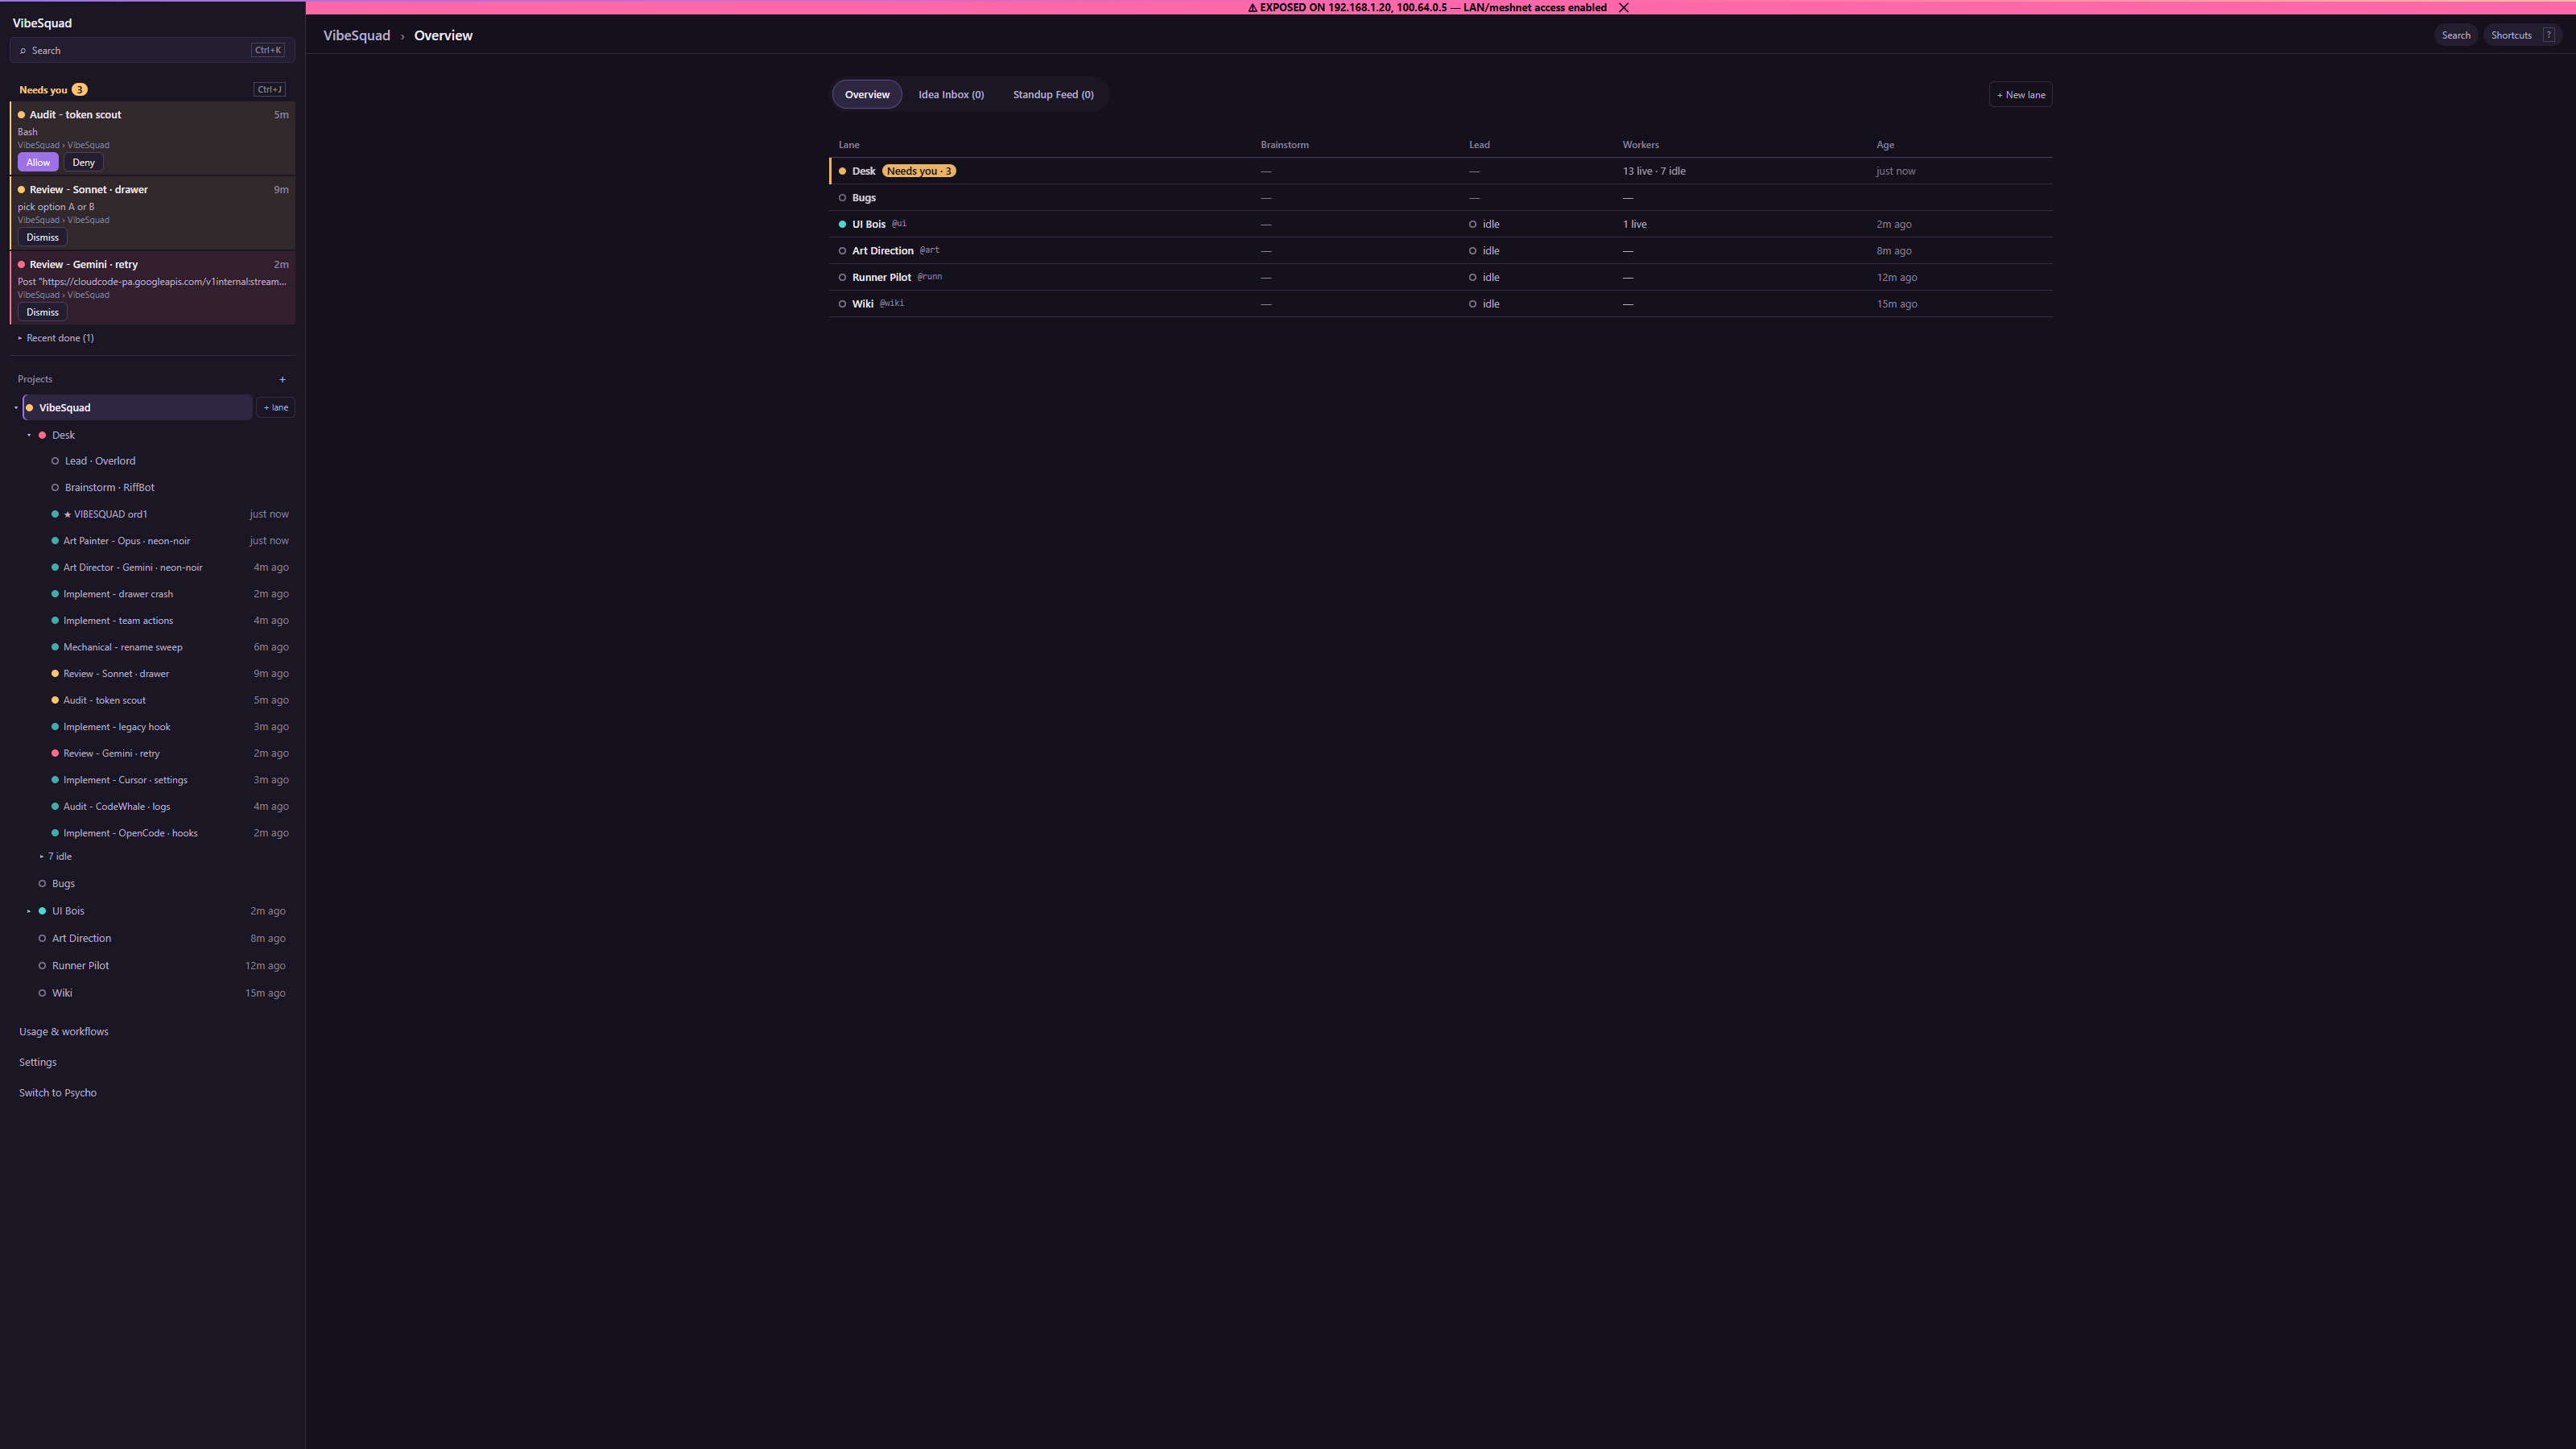 ⚠ EXPOSED ON 192.168.1.20, 100.64.0.5 — LAN/meshnet access enabled ✕
VibeSquad
Search Ctrl+K
Needs you 3 Ctrl+J
Audit - token scout 5m
Bash
VibeSquad › VibeSquad
Allow Deny
Review - Sonnet · drawer 9m
pick option A or B
VibeSquad › VibeSquad
Dismiss
Review - Gemini · retry 2m
Post "https://cloudcode-pa.googleapis.com/v1internal:stream...
VibeSquad › VibeSquad
Dismiss
▸ Recent done (1)
Projects +
▾ VibeSquad + lane
▾ Desk
Lead · Overlord
Brainstorm · RiffBot
★ VIBESQUAD ord1 just now
Art Painter - Opus · neon-noir just now
Art Director - Gemini · neon-noir 4m ago
Implement - drawer crash 2m ago
Implement - team actions 4m ago
Mechanical - rename sweep 6m ago
Review - Sonnet · drawer 9m ago
Audit - token scout 5m ago
Implement - legacy hook 3m ago
Review - Gemini · retry 2m ago
Implement - Cursor · settings 3m ago
Audit - CodeWhale · logs 4m ago
Implement - OpenCode · hooks 2m ago
▸ 7 idle
Bugs
▸ UI Bois 2m ago
Art Direction 8m ago
Runner Pilot 12m ago
Wiki 15m ago
Usage & workflows
Settings
Switch to Psycho
VibeSquad › Overview
Search Shortcuts ?
Overview Idea Inbox (0) Standup Feed (0) + New lane
Lane Brainstorm Lead Workers Age
Desk Needs you · 3 — — 13 live · 7 idle just now
Bugs — — —
UI Bois @ui — idle 1 live 2m ago
Art Direction @art — idle — 8m ago
Runner Pilot @runn — idle — 12m ago
Wiki @wiki — idle — 15m ago